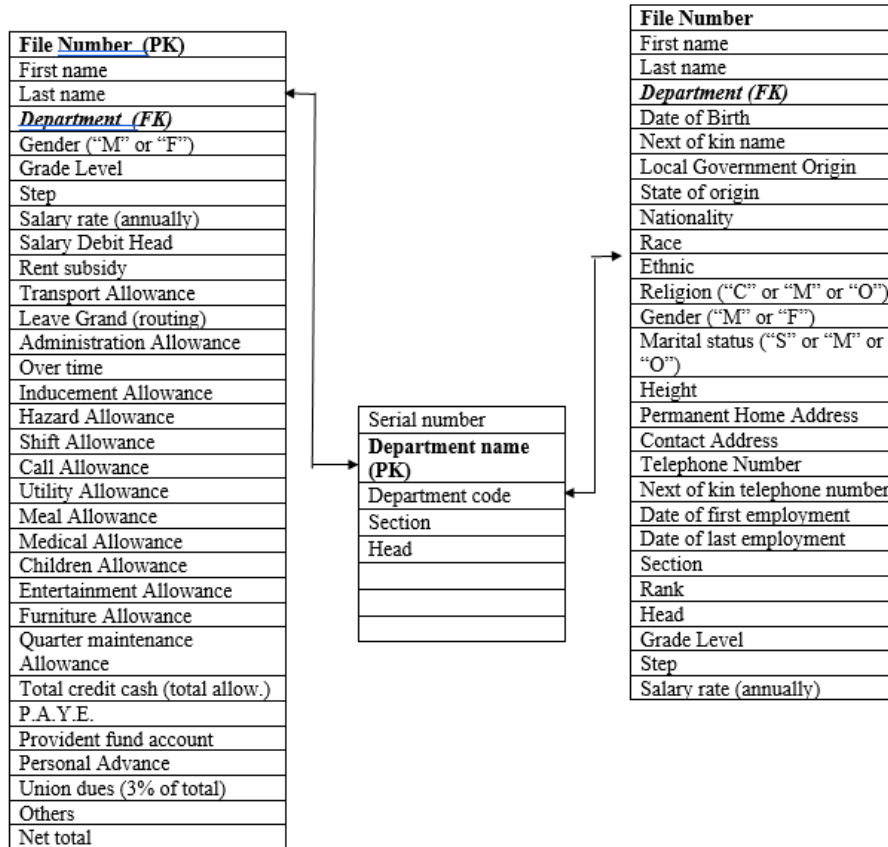 File Number (PK)
First name
Last name
Department (FK)
Gender (“M” or “F”)
Grade Level
Step
Salary rate (annually)
Salary Debit Head
Rent subsidy
Transport Allowance
Leave Grand (routing)
Administration Allowance
Over time
Inducement Allowance
Hazard Allowance
Shift Allowance
Call Allowance
Utility Allowance
Meal Allowance
Medical Allowance
Children Allowance
Entertainment Allowance
Furniture Allowance
Quarter maintenance
Allowance
Total credit cash (total allow.)
P.A.Y.E.
Provident fund account
Personal Advance
Union dues (3% of total)
Others
Net total
Serial number
Department name
(PK)
Department code
Section
Head
File Number
First name
Last name
Department (FK)
Date of Birth
Next of kin name
Local Government Origin
State of origin
Nationality
Race
Ethnic
Religion (“C” or “M” or “O”)
Gender (“M” or “F”)
Marital status (“S” or “M” or
“O”)
Height
Permanent Home Address
Contact Address
Telephone Number
Next of kin telephone number
Date of first employment
Date of last employment
Section
Rank
Head
Grade Level
Step
Salary rate (annually)